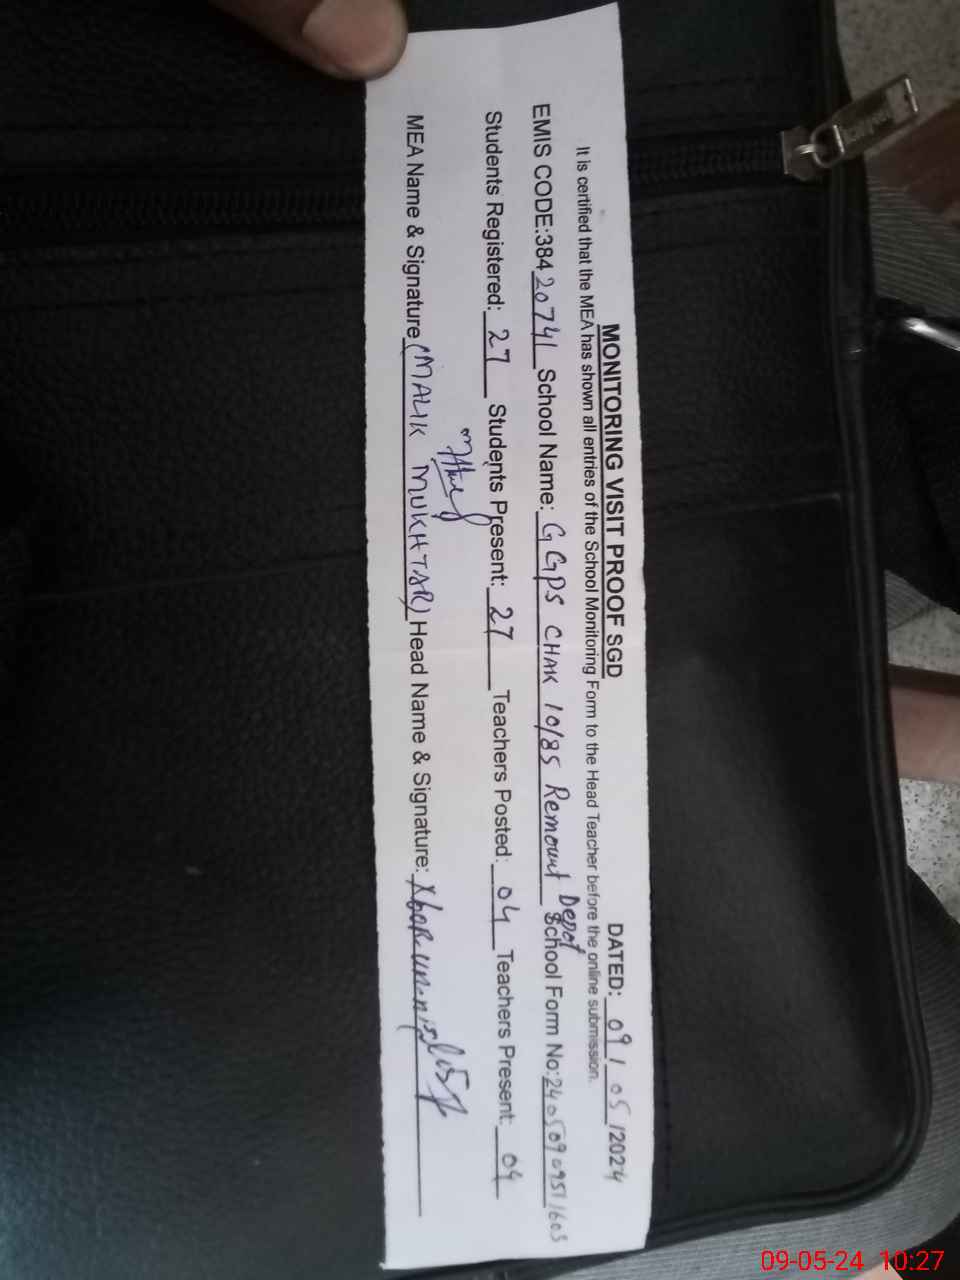 MONITORING VISIT PROOF SGD DATED: 09/05/2024
It is certified that the MEA has shown all entries of the School Monitoring Form to the Head Teacher before the online submission.
EMIS CODE:38420741 School Name: GGPS CHAK 10/85 Remount Depot School Form No:
Students Registered: 27 Students Present: 27 Teachers Posted: 04 Teachers Present: 04
MEA Name & Signature (MALIK MUKHTAR) Head Name & Signature:
09-05-24 10:27